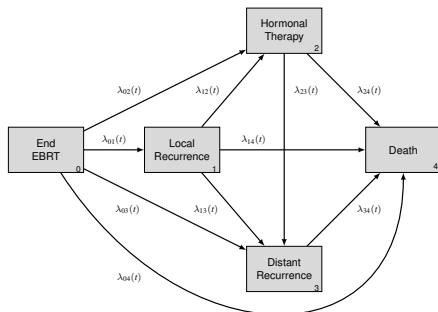 Hormonal
Therapy
2
λ02(t)
λ12(t)
λ23(t)
λ24(t)
End
EBRT
0
λ01(t)
Local
Recurrence
1
λ14(t)
Death
4
λ03(t)
λ13(t)
λ34(t)
Distant
Recurrence
3
λ04(t)